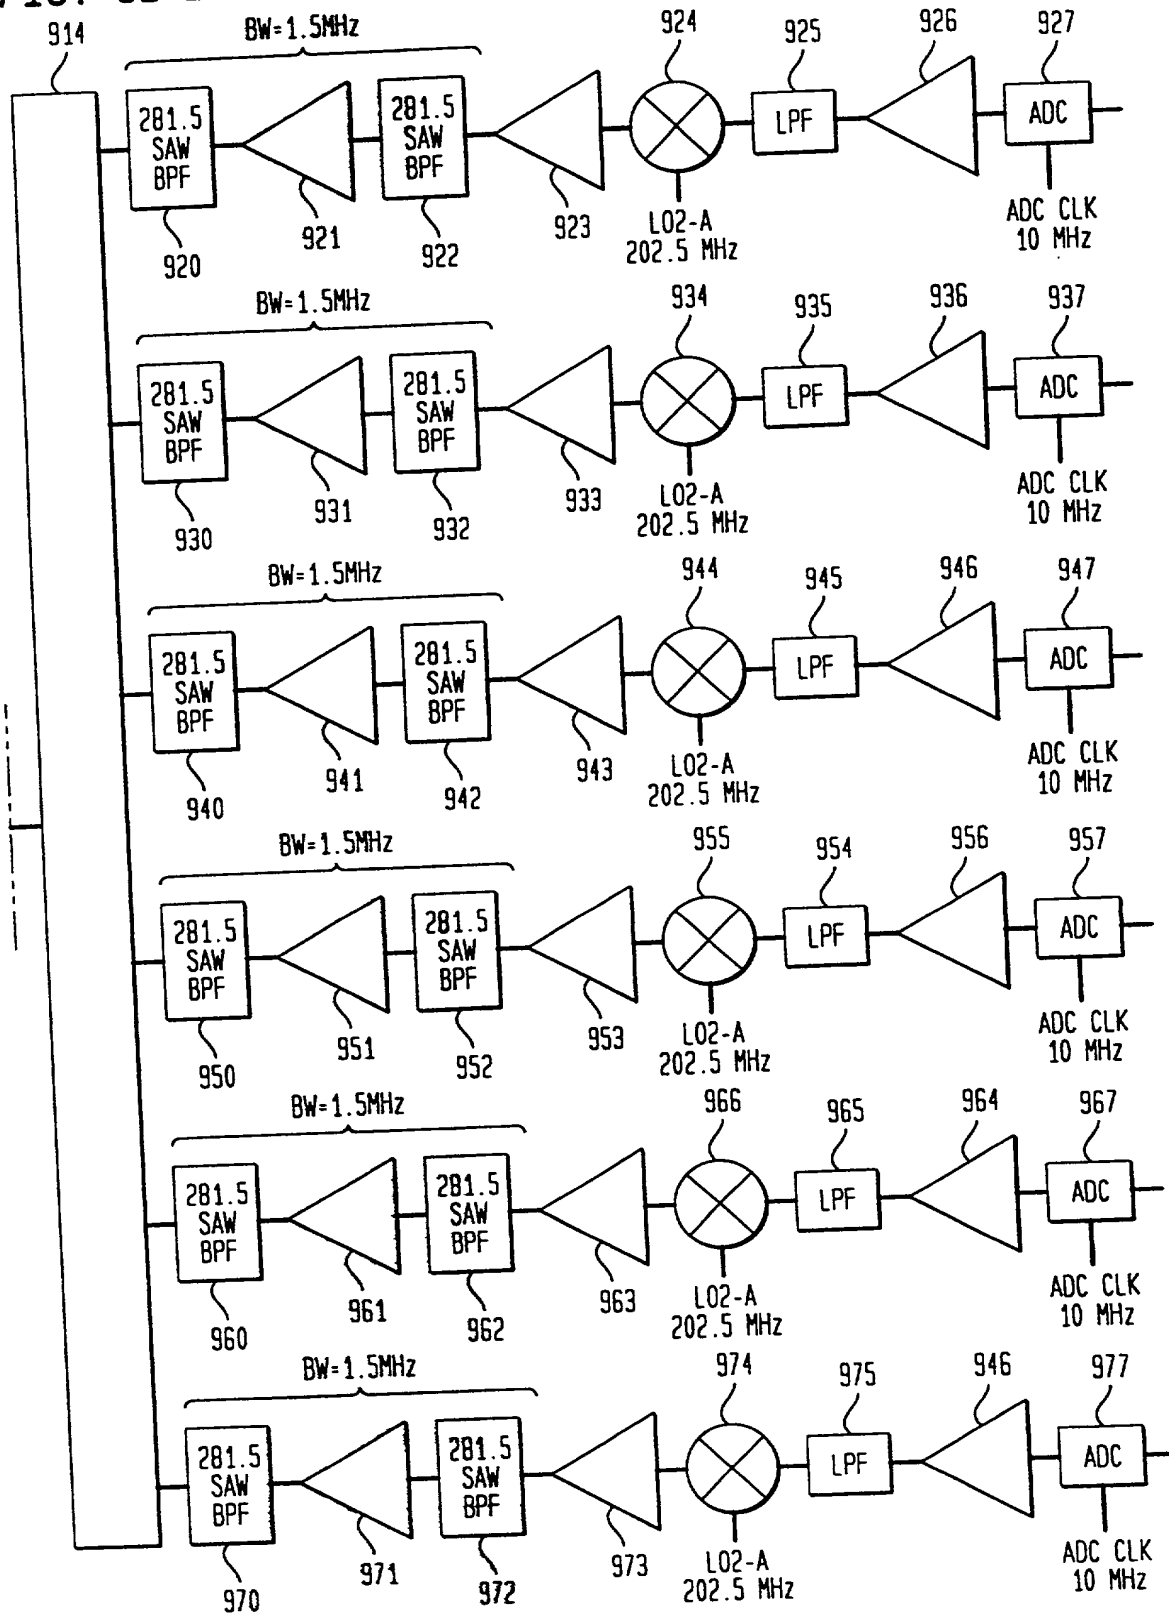 914
BW=1.5MHz
924
925
926
927
281.5
SAW
BPF
281.5
SAW
BPF
LPF
ADC
920
921
922
923
LO2-A
202.5 MHz
ADC CLK
10 MHz
BW=1.5MHz
934
935
936
937
281.5
SAW
BPF
281.5
SAW
BPF
LPF
ADC
930
931
932
933
LO2-A
202.5 MHz
ADC CLK
10 MHz
BW=1.5MHz
944
945
946
947
281.5
SAW
BPF
281.5
SAW
BPF
LPF
ADC
940
941
942
943
LO2-A
202.5 MHz
ADC CLK
10 MHz
BW=1.5MHz
955
954
956
957
281.5
SAW
BPF
281.5
SAW
BPF
LPF
ADC
950
951
952
953
LO2-A
202.5 MHz
ADC CLK
10 MHz
BW=1.5MHz
966
965
964
967
281.5
SAW
BPF
281.5
SAW
BPF
LPF
ADC
960
961
962
963
LO2-A
202.5 MHz
ADC CLK
10 MHz
BW=1.5MHz
974
975
946
977
281.5
SAW
BPF
281.5
SAW
BPF
LPF
ADC
970
971
972
973
LO2-A
202.5 MHz
ADC CLK
10 MHz